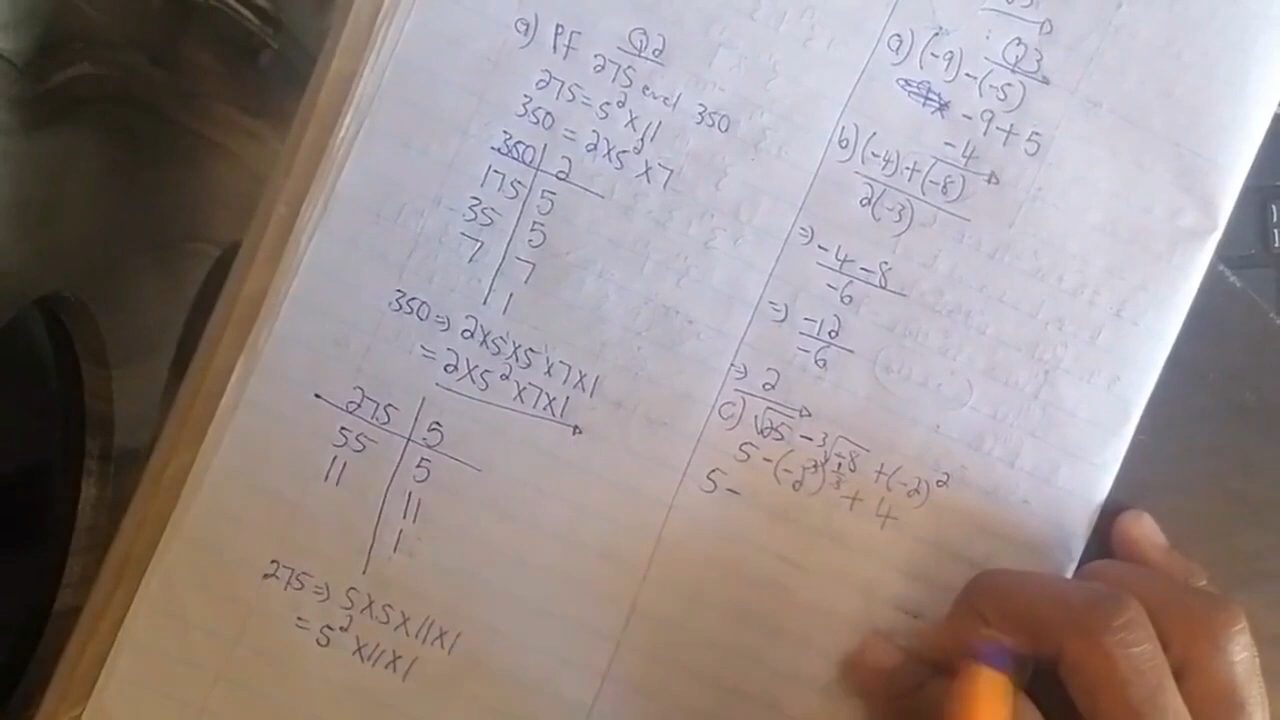 Q2
a) PF 275 and 350
275 = 5² × 11
350 = 2×5²×7
350 | 2
175 | 5
35 | 5
7 | 7
1
350 ⇒ 2×5×5×7×1
= 2×5²×7×1
275 | 5
55 | 5
11 | 11
1
275 ⇒ 5×5×11×1
= 5²×11×1
Q3
a) (-9) - (-5)
-9+5
-4
b) (-4) + (-8)
2(-3)
⇒ -4-8
-6
⇒ -12
-6
⇒ 2
c) √25 - ³√-8 + (-2)²
5 - (-2³)^1/3 + 4
5 -